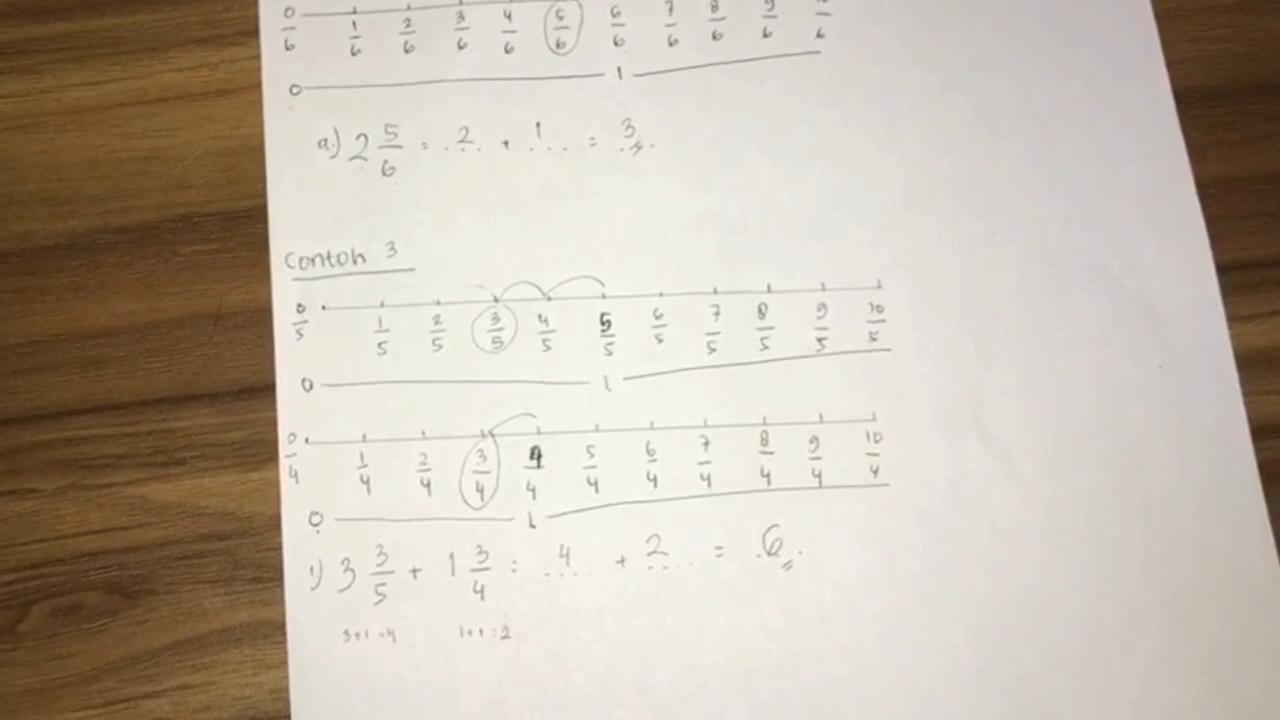 0/6 1/6 2/6 3/6 4/6 5/6 6/6 7/6 8/6 9/6 /6
0 1
a.) 2 5/6 = ..2.. + ..1.. = ..3..
Contoh 3
0/5 1/5 2/5 3/5 4/5 5/5 6/5 7/5 8/5 9/5 10/5
0 1
0/4 1/4 2/4 3/4 4/4 5/4 6/4 7/4 8/4 9/4 10/4
0 1
1) 3 3/5 + 1 3/4 = ..4.. + ..2.. = ..6..
3+1=4 1+1=2